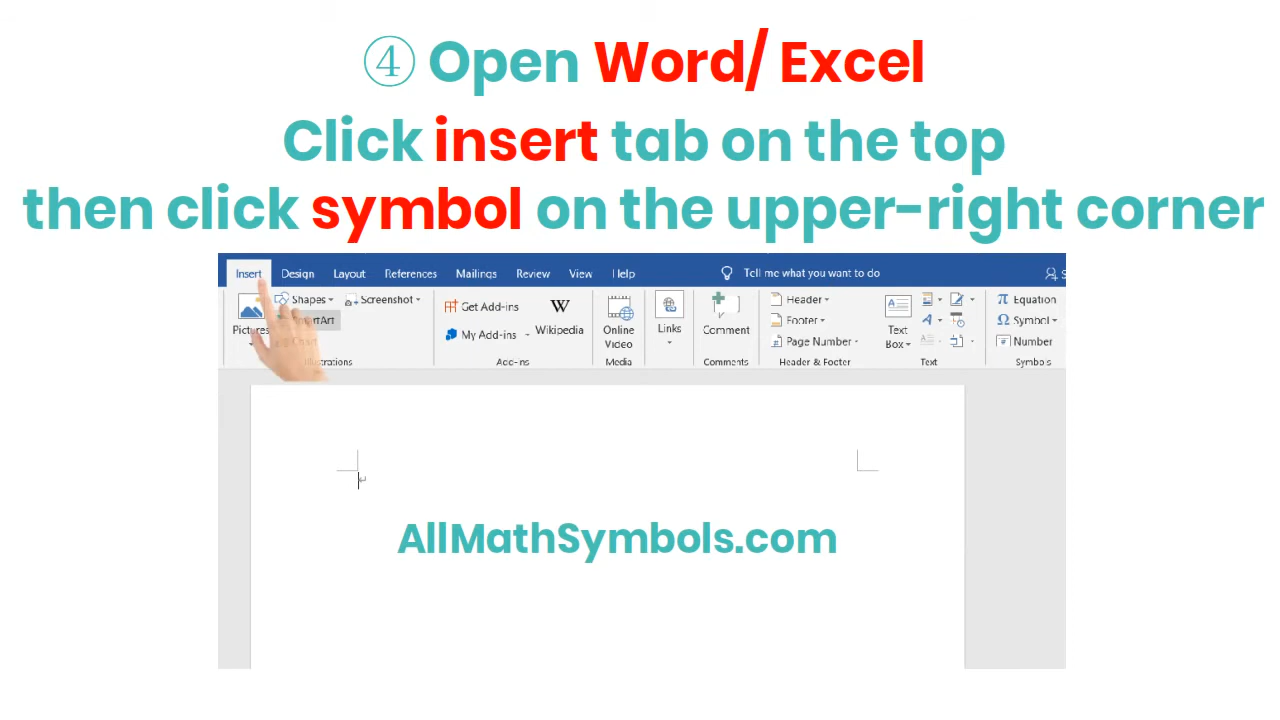 ④ Open Word/ Excel
Click insert tab on the top
then click symbol on the upper-right corner
Insert Design Layout References Mailings Review View Help Tell me what you want to do
Shapes Screenshot Get Add-ins My Add-ins Wikipedia Online Video Links Comment Header Footer Page Number Text Box Equation Symbol Number
Pictures
Illustrations Add-ins Media Comments Header & Footer Text Symbols
AllMathSymbols.com